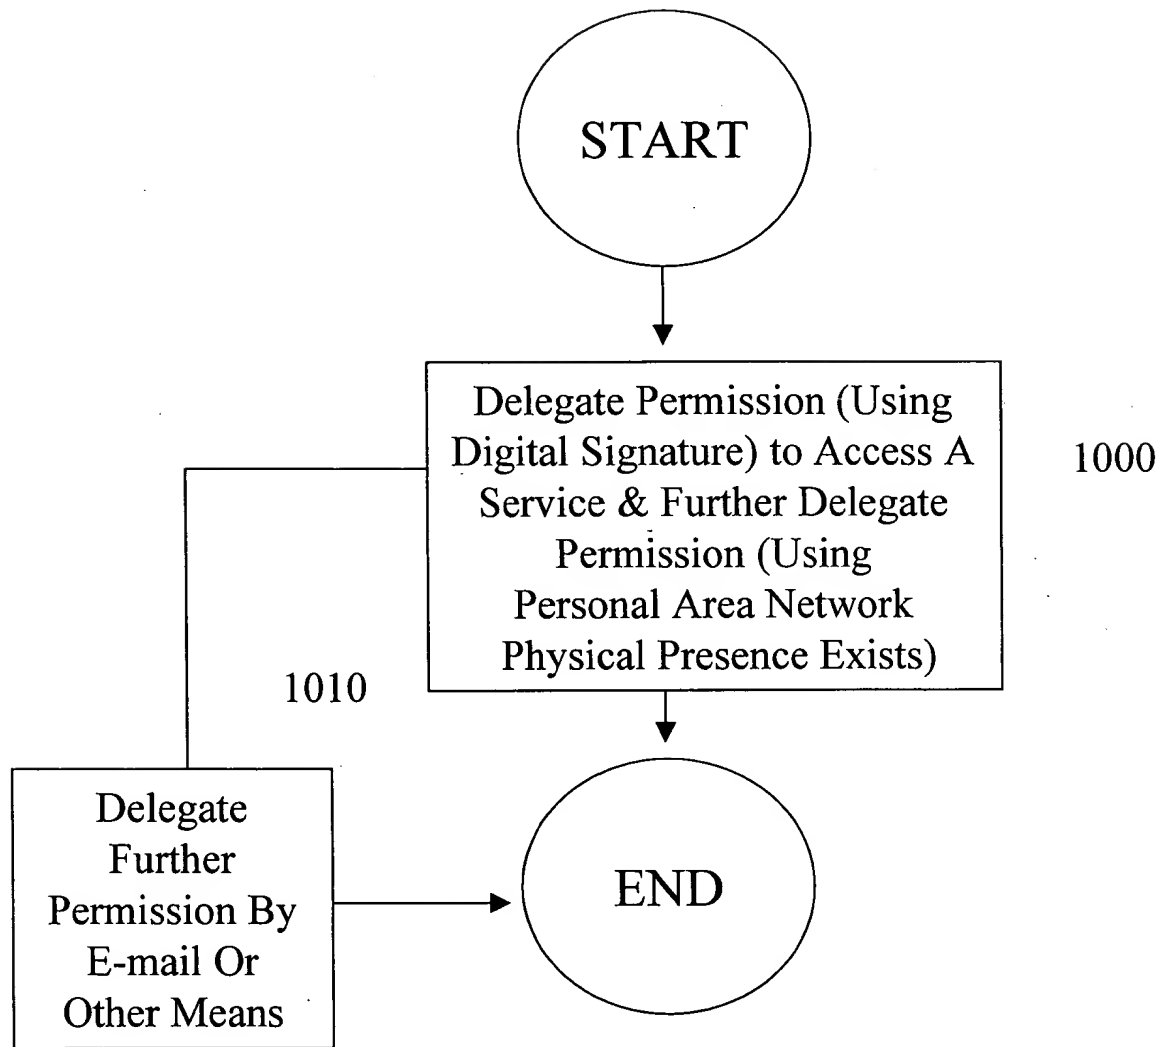 START
Delegate Permission (Using
Digital Signature) to Access A
Service & Further Delegate
Permission (Using
Personal Area Network
Physical Presence Exists)
1000
1010
Delegate
Further
Permission By
E-mail Or
Other Means
END